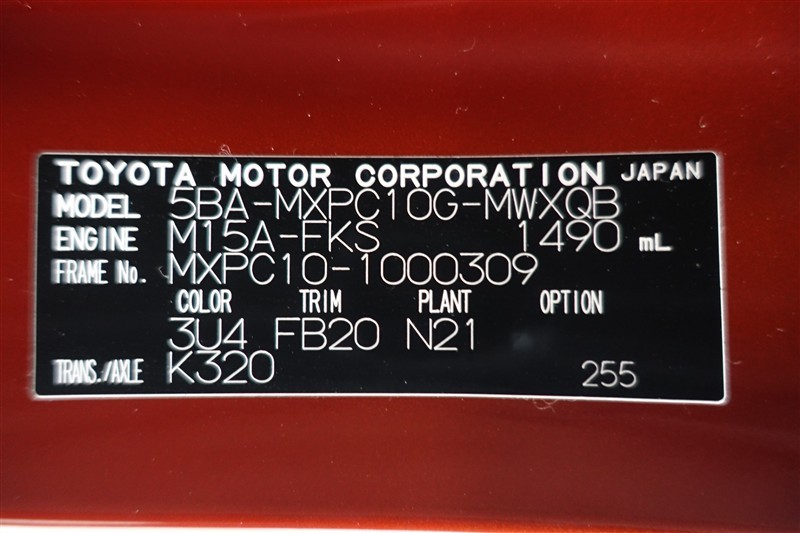 TOYOTA MOTOR CORPORATION JAPAN
MODEL 5BA-MXPC10G-MWXQB
ENGINE M15A-FKS 1490 mL
FRAME No. MXPC10-1000309
COLOR TRIM PLANT OPTION
3U4 FB20 N21
TRANS./AXLE K320 255